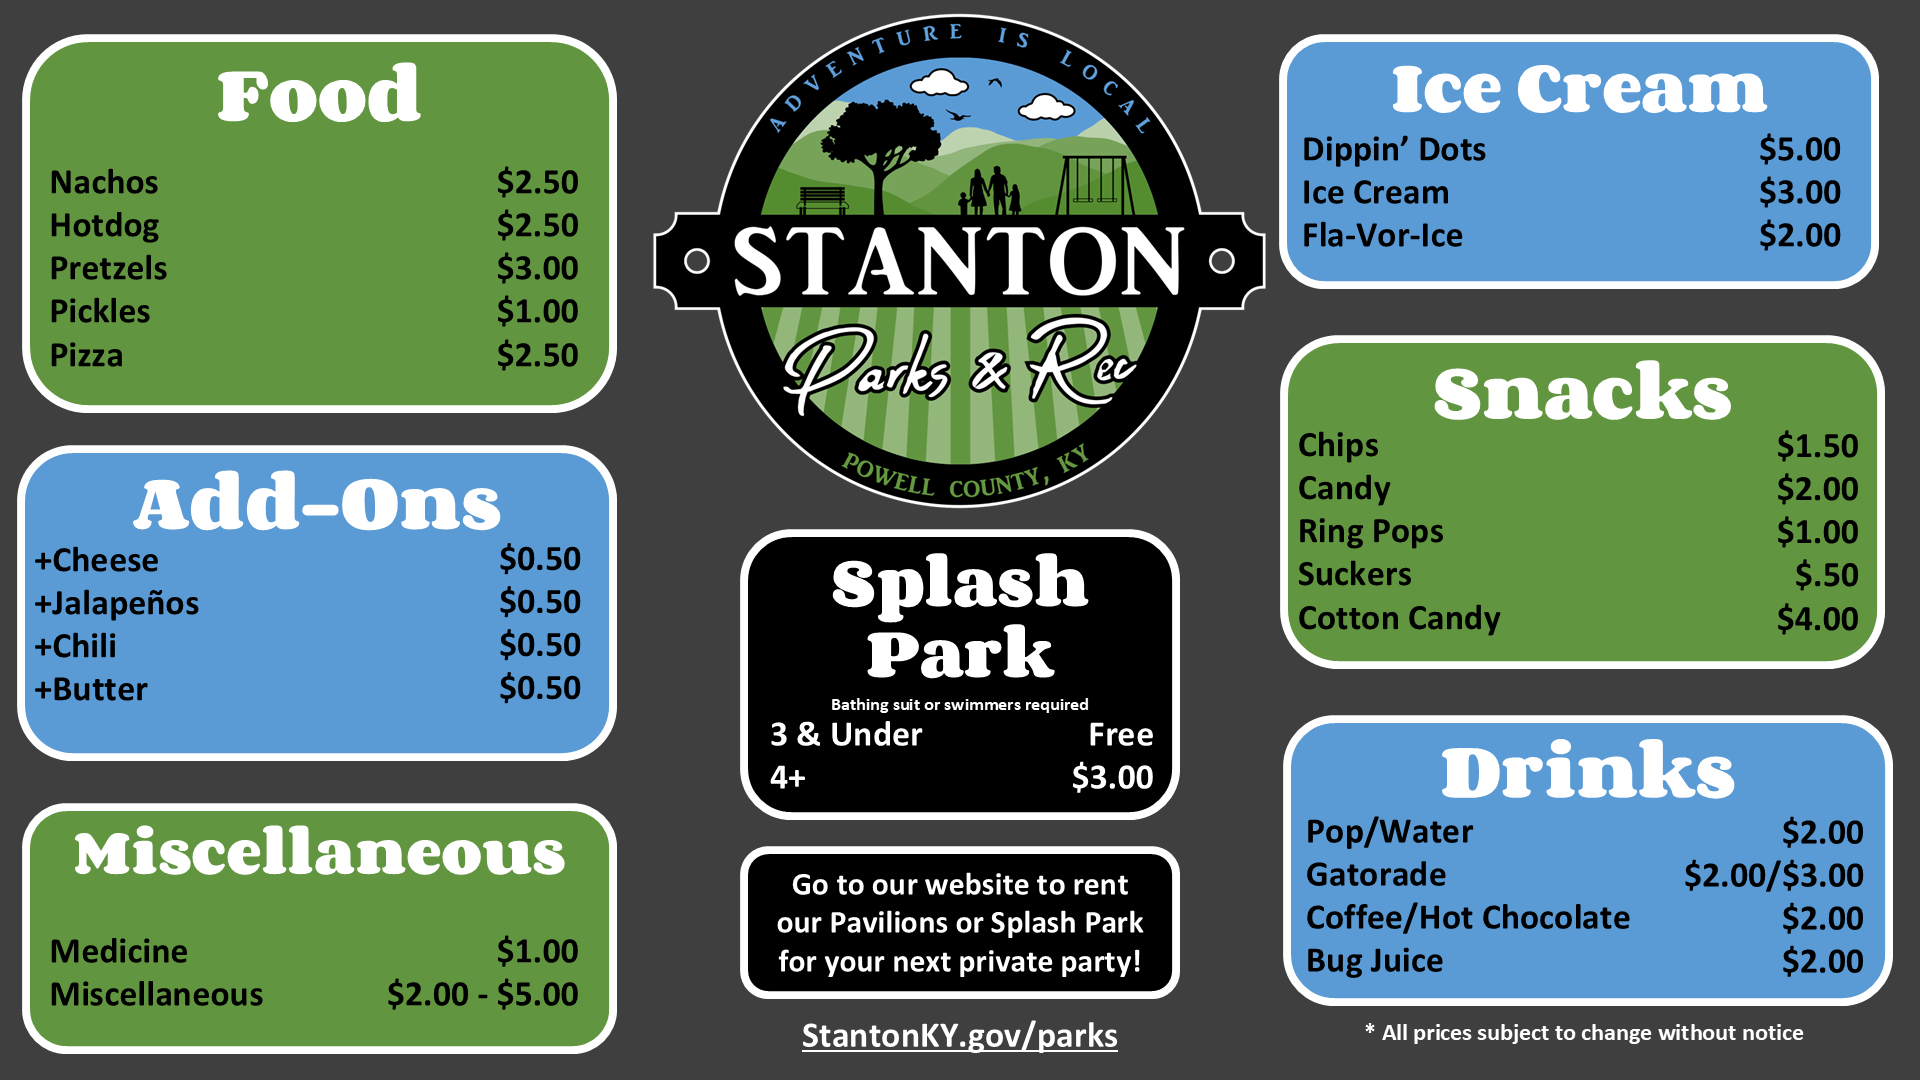 Food
Nachos $2.50
Hotdog $2.50
Pretzels $3.00
Pickles $1.00
Pizza $2.50
Add-Ons
+Cheese $0.50
+Jalapeños $0.50
+Chili $0.50
+Butter $0.50
Miscellaneous
Medicine $1.00
Miscellaneous $2.00 - $5.00
ADVENTURE IS LOCAL
STANTON
Parks & Rec
POWELL COUNTY, KY
Splash
Park
Bathing suit or swimmers required
3 & Under Free
4+ $3.00
Go to our website to rent
our Pavilions or Splash Park
for your next private party!
StantonKY.gov/parks
Ice Cream
Dippin’ Dots $5.00
Ice Cream $3.00
Fla-Vor-Ice $2.00
Snacks
Chips $1.50
Candy $2.00
Ring Pops $1.00
Suckers $.50
Cotton Candy $4.00
Drinks
Pop/Water $2.00
Gatorade $2.00/$3.00
Coffee/Hot Chocolate $2.00
Bug Juice $2.00
* All prices subject to change without notice